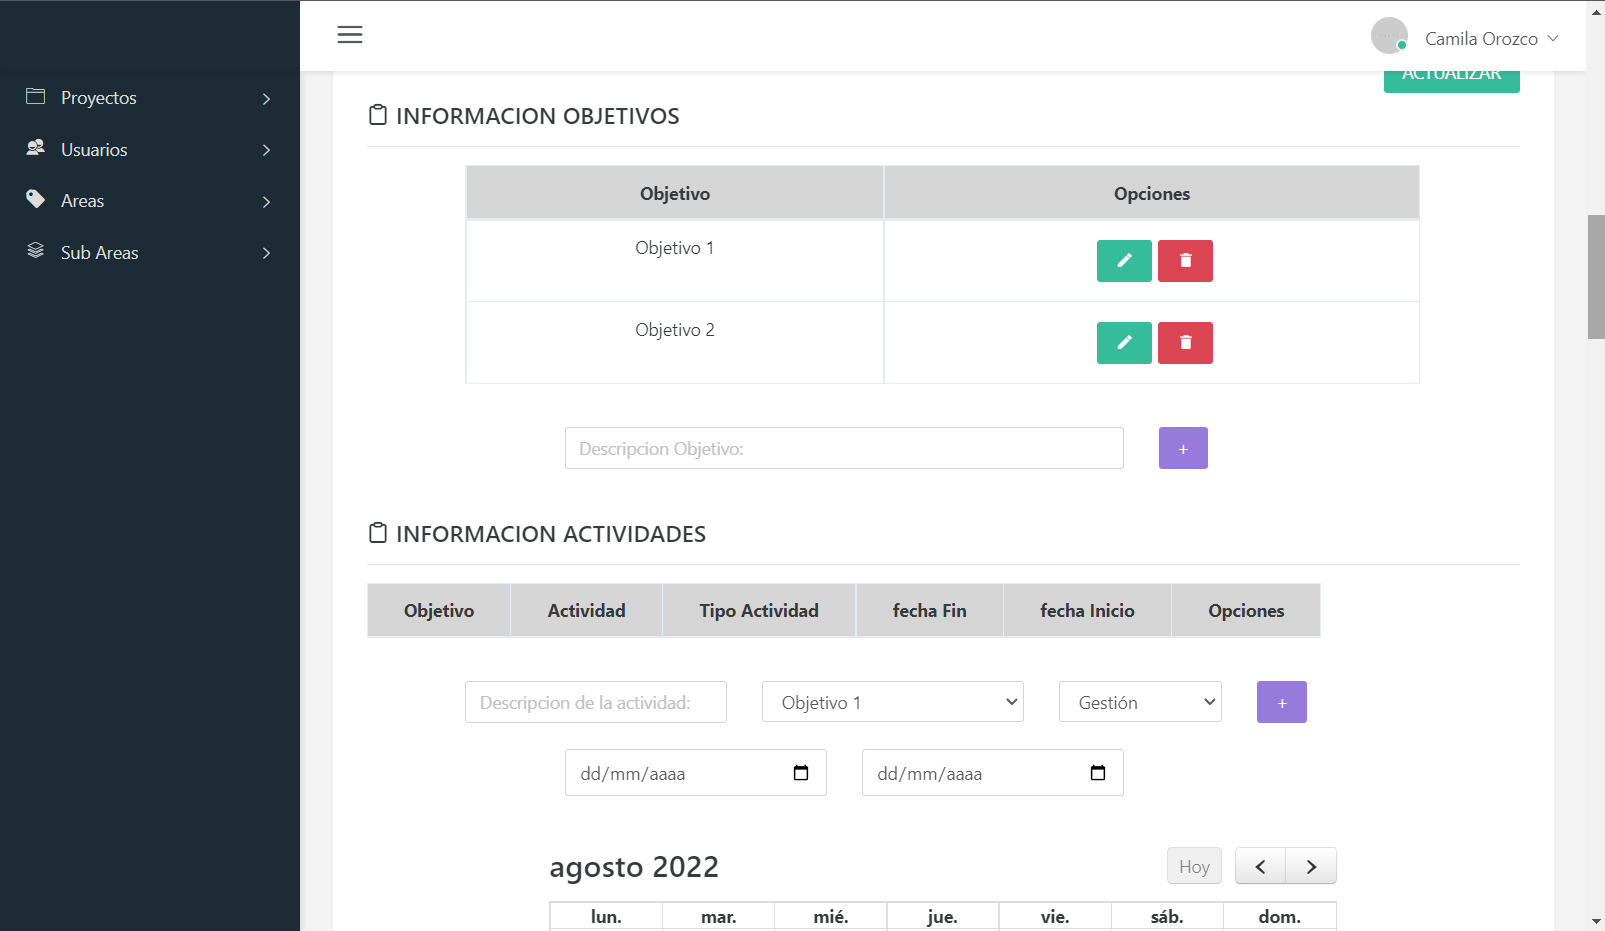 Camila Orozco
Proyectos
Usuarios
Areas
Sub Areas
ACTUALIZAR
INFORMACION OBJETIVOS
Objetivo Opciones
Objetivo 1
Objetivo 2
Descripcion Objetivo:
+
INFORMACION ACTIVIDADES
Objetivo Actividad Tipo Actividad fecha Fin fecha Inicio Opciones
Descripcion de la actividad: Objetivo 1 Gestión +
dd/mm/aaaa dd/mm/aaaa
agosto 2022 Hoy
lun. mar. mié. jue. vie. sáb. dom.